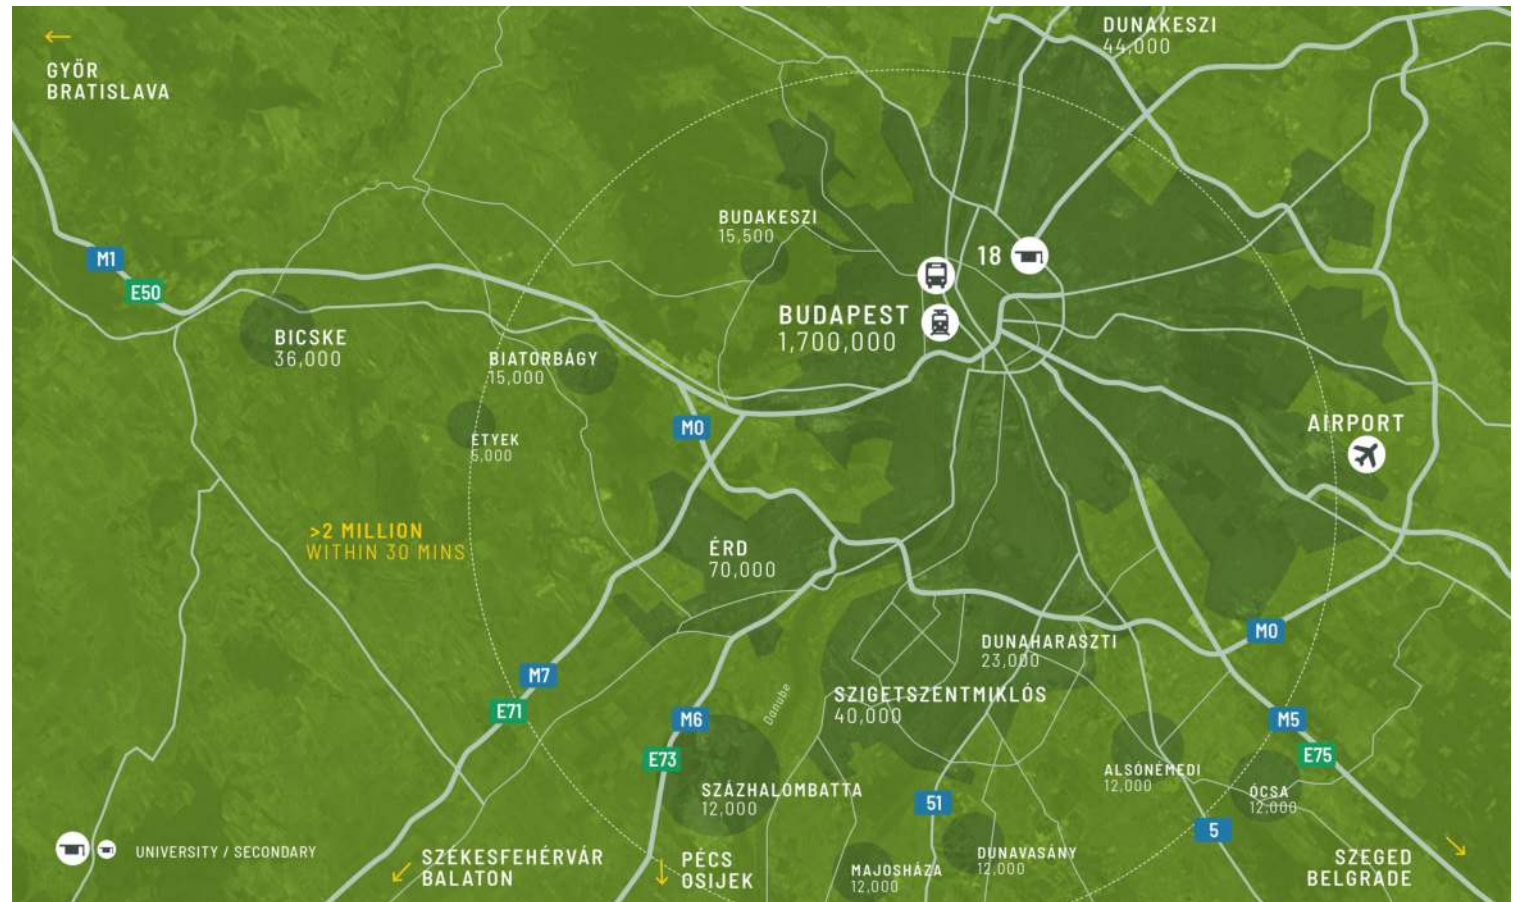 DUNAKESZI
44,000
GYŐR
BRATISLAVA
BUDAKESZI
15,500
18
M1
E50
BUDAPEST
1,700,000
BICSKE
36,000
BIATORBÁGY
15,000
M0
AIRPORT
ETYEK
5,000
>2 MILLION
WITHIN 30 MINS
ÉRD
70,000
M0
DUNAHARASZTI
23,000
M7
E71
SZIGETSZENTMIKLÓS
40,000
Danube
M6
E73
M5
E75
ALSÓNÉMEDI
12,000
ÓCSA
12,000
SZÁZHALOMBATTA
12,000
51
5
UNIVERSITY / SECONDARY
SZÉKESFEHÉRVÁR
BALATON
PÉCS
OSIJEK
MAJOSHÁZA
12,000
DUNAVASÁNY
12,000
SZEGED
BELGRADE